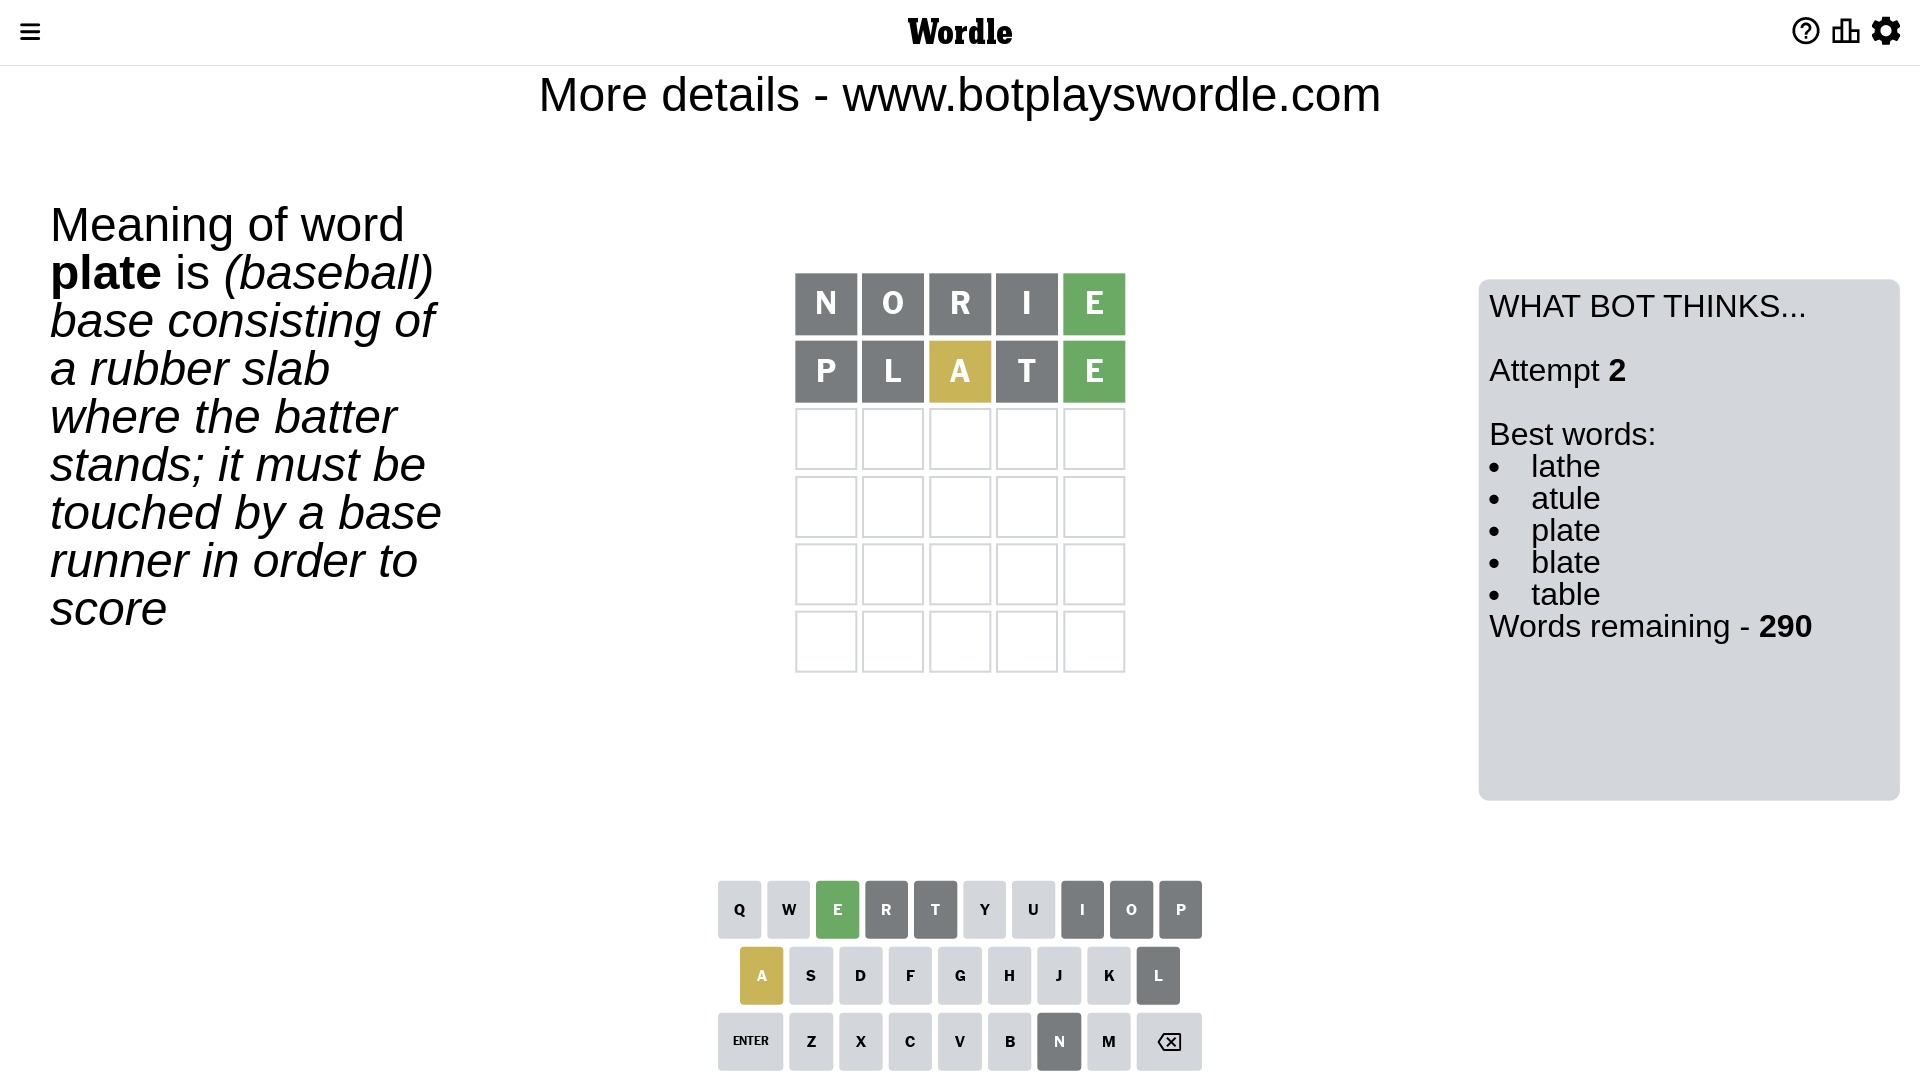 Wordle
More details - www.botplayswordle.com
Meaning of word
plate is (baseball)
base consisting of
a rubber slab
where the batter
stands; it must be
touched by a base
runner in order to
score
N O R I E
P L A T E
WHAT BOT THINKS...
Attempt 2
Best words:
• lathe
• atule
• plate
• blate
• table
Words remaining - 290
Q W E R T Y U I O P
A S D F G H J K L
ENTER Z X C V B N M